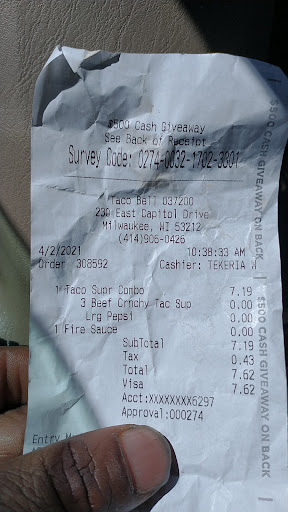 $500 Cash Giveaway
See Back of Receipt
Survey Code: 0274-0032-1702-3801
Taco Bell 037200
230 East Capitol Drive
Milwaukee, WI 53212
(414)906-0426
4/2/2021 10:38:33 AM
Order 308592 Cashier: TEKERIA W
1 Taco Supr Combo 7.19
3 Beef Crnchy Tac Sup 0.00
Lrg Pepsi 0.00
1 Fire Sauce 0.00
SubTotal 7.19
Tax 0.43
Total 7.62
Visa 7.62
Acct:XXXXXXXX6297
Approval:000274
Entry
$500 CASH GIVEAWAY ON BACK
$500 CASH GIVEAWAY ON BACK